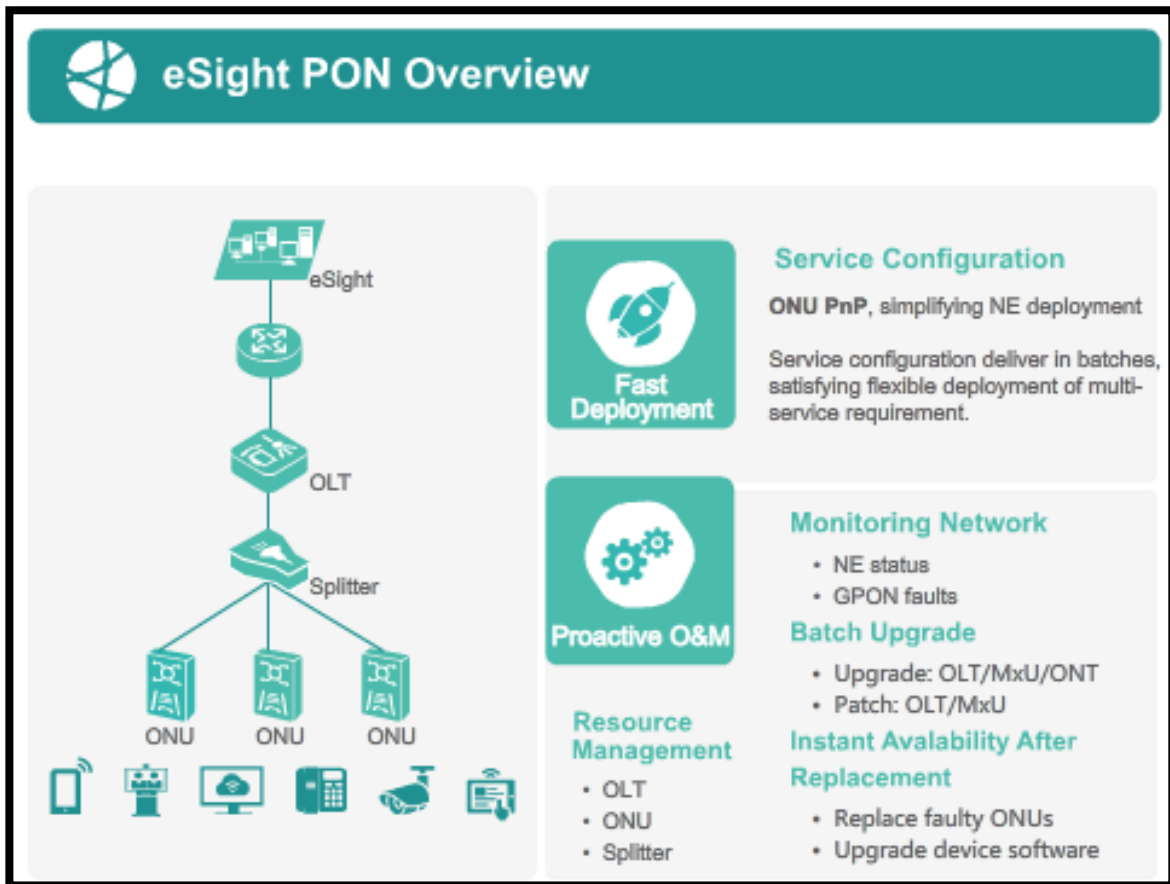 eSight PON Overview
eSight
OLT
Splitter
ONU ONU ONU
Fast
Deployment
Service Configuration
ONU PnP, simplifying NE deployment
Service configuration deliver in batches,
satisfying flexible deployment of multi-
service requirement.
Proactive O&M
Resource
Management
• OLT
• ONU
• Splitter
Monitoring Network
• NE status
• GPON faults
Batch Upgrade
• Upgrade: OLT/MxU/ONT
• Patch: OLT/MxU
Instant Avalability After
Replacement
• Replace faulty ONUs
• Upgrade device software